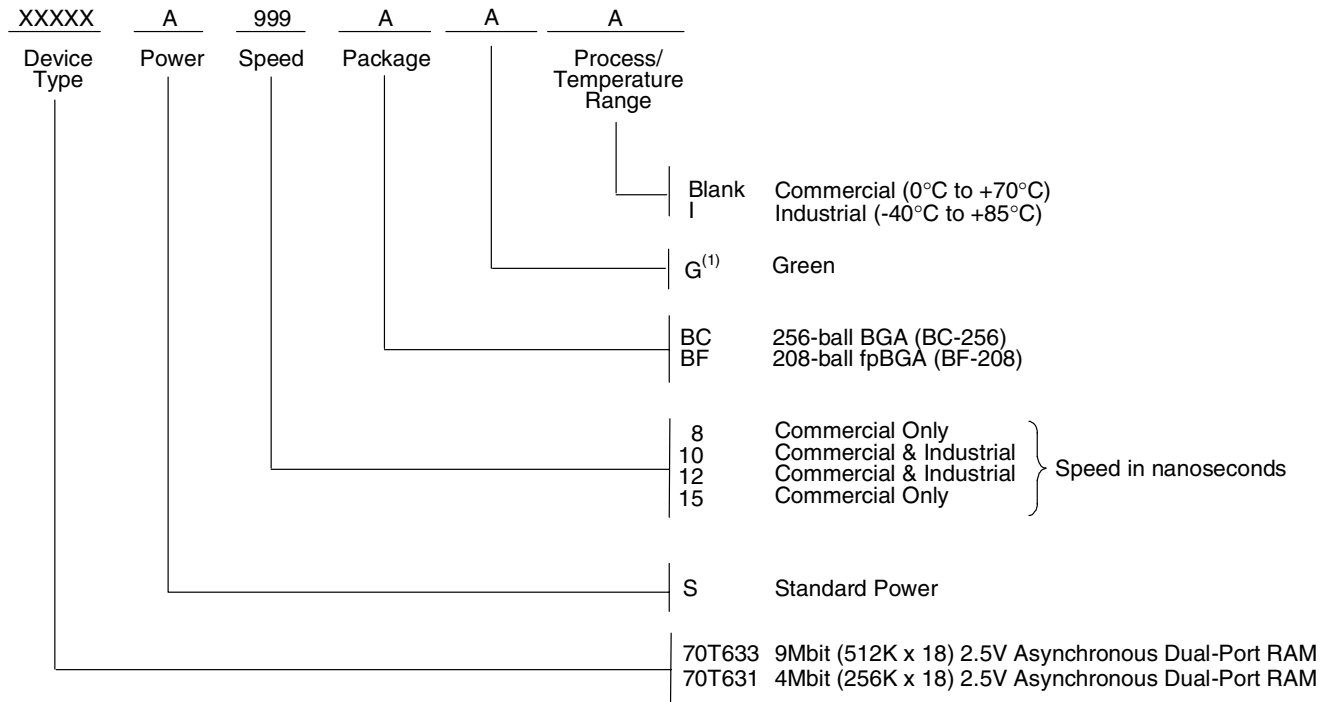 XXXXX A 999 A A A
Device Type Power Speed Package Process/ Temperature Range
Blank Commercial (0°C to +70°C)
I Industrial (-40°C to +85°C)
G(1) Green
BC 256-ball BGA (BC-256)
BF 208-ball fpBGA (BF-208)
8 Commercial Only
10 Commercial & Industrial
12 Commercial & Industrial
15 Commercial Only
Speed in nanoseconds
S Standard Power
70T633 9Mbit (512K x 18) 2.5V Asynchronous Dual-Port RAM
70T631 4Mbit (256K x 18) 2.5V Asynchronous Dual-Port RAM